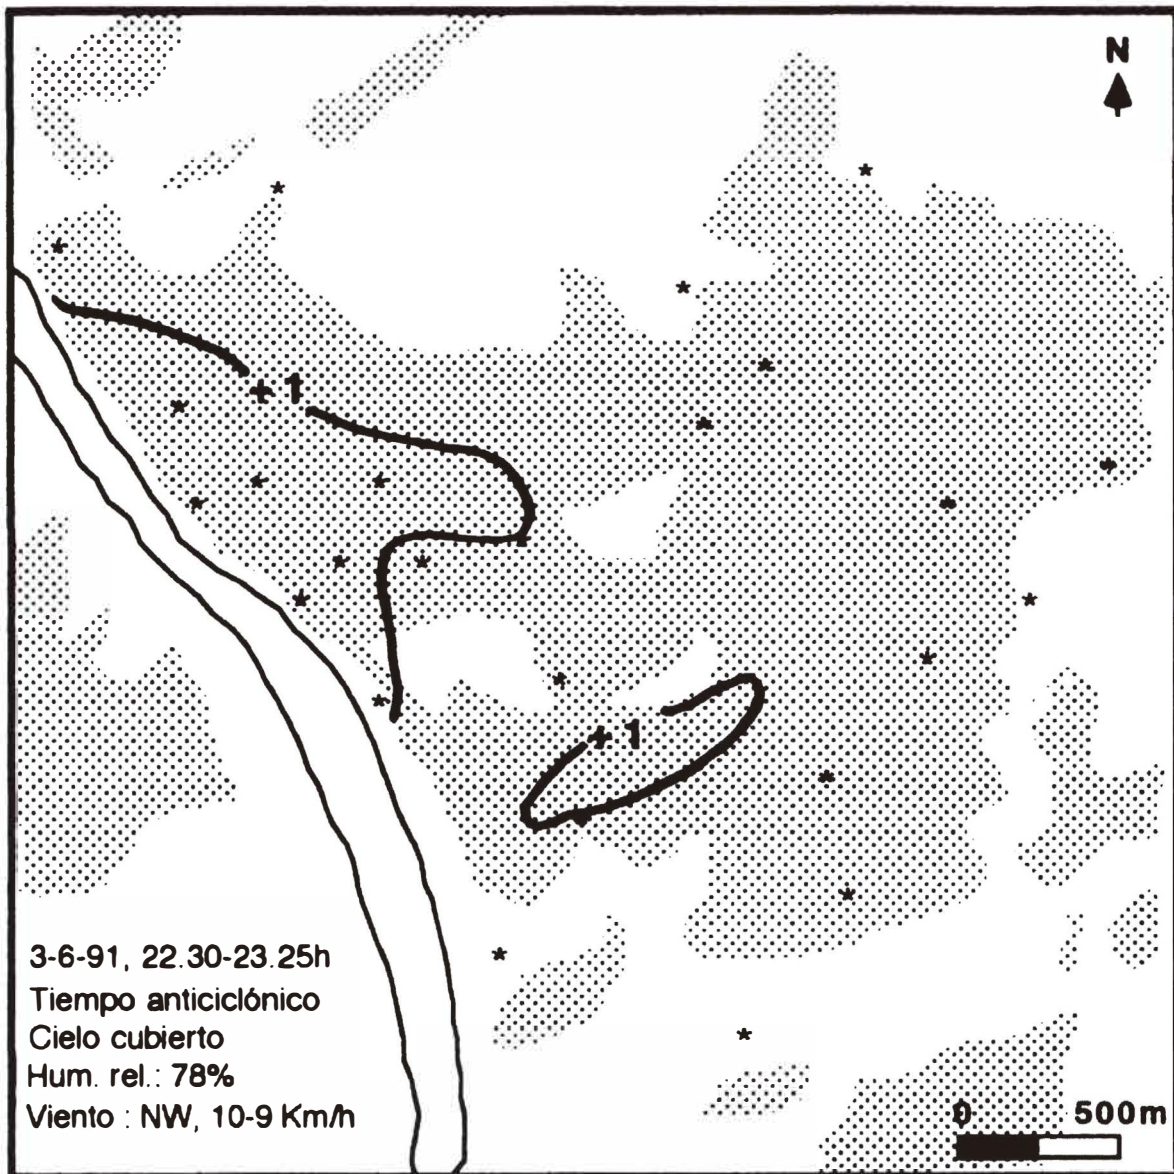 N
+1
+1
3-6-91, 22.30-23.25h
Tiempo anticiclónico
Cielo cubierto
Hum. rel.: 78%
Viento : NW, 10-9 Km/h
0 500m